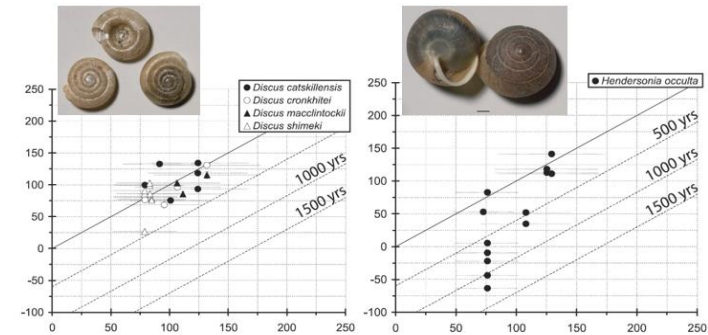 Discus catskillensis
Discus cronkhitei
Discus macclintockii
Discus shimeki
250
200
150
100
50
0
-50
-100
1000 yrs
1500 yrs
0 50 100 150 200 250
Hendersonia occulta
250
200
150
100
50
0
-50
-100
500 yrs
1000 yrs
1500 yrs
0 50 100 150 200 250